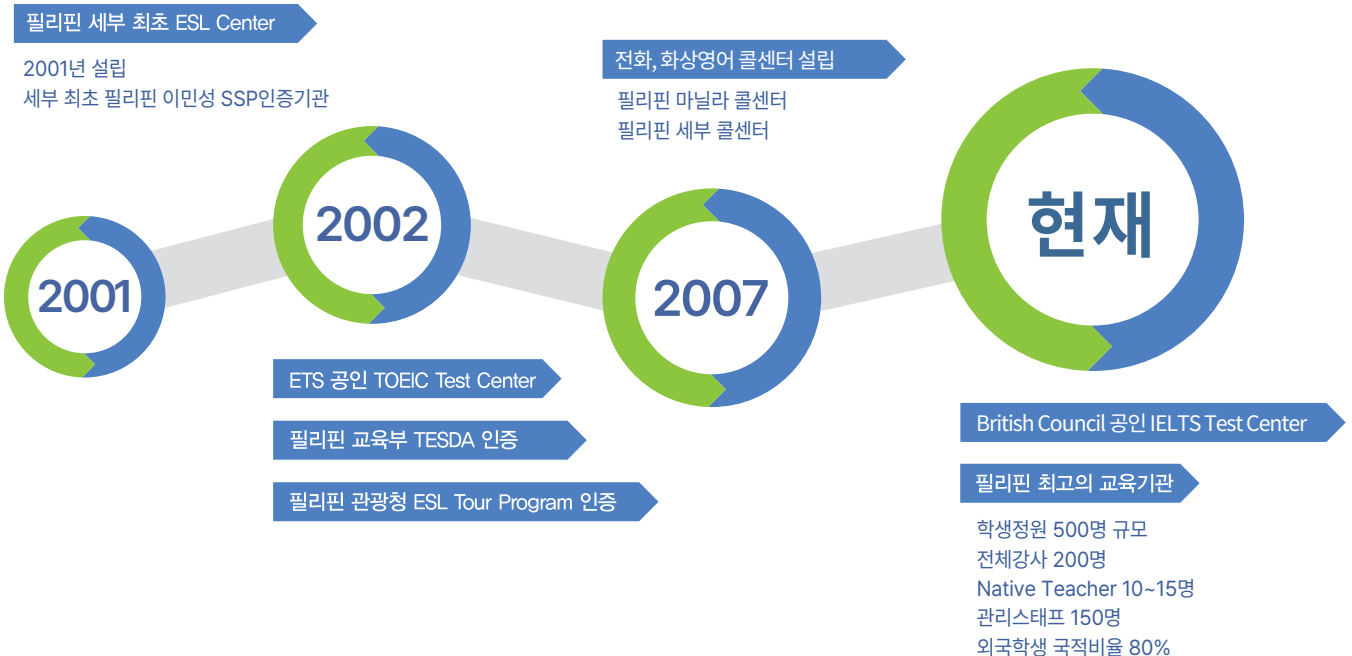 필리핀 세부 최초 ESL Center
2001년 설립
세부 최초 필리핀 이민성 SSP인증기관
2001
2002
ETS 공인 TOEIC Test Center
필리핀 교육부 TESDA 인증
필리핀 관광청 ESL Tour Program 인증
전화, 화상영어 콜센터 설립
필리핀 마닐라 콜센터
필리핀 세부 콜센터
2007
현재
British Council 공인 IELTS Test Center
필리핀 최고의 교육기관
학생정원 500명 규모
전체강사 200명
Native Teacher 10~15명
관리스태프 150명
외국학생 국적비율 80%